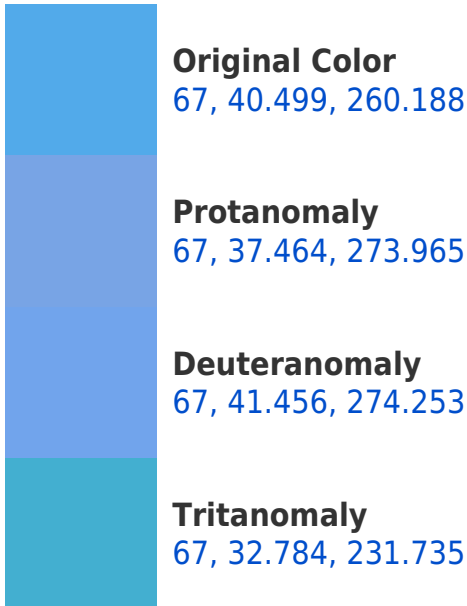 Original Color
67, 40.499, 260.188
Protanomaly
67, 37.464, 273.965
Deuteranomaly
67, 41.456, 274.253
Tritanomaly
67, 32.784, 231.735